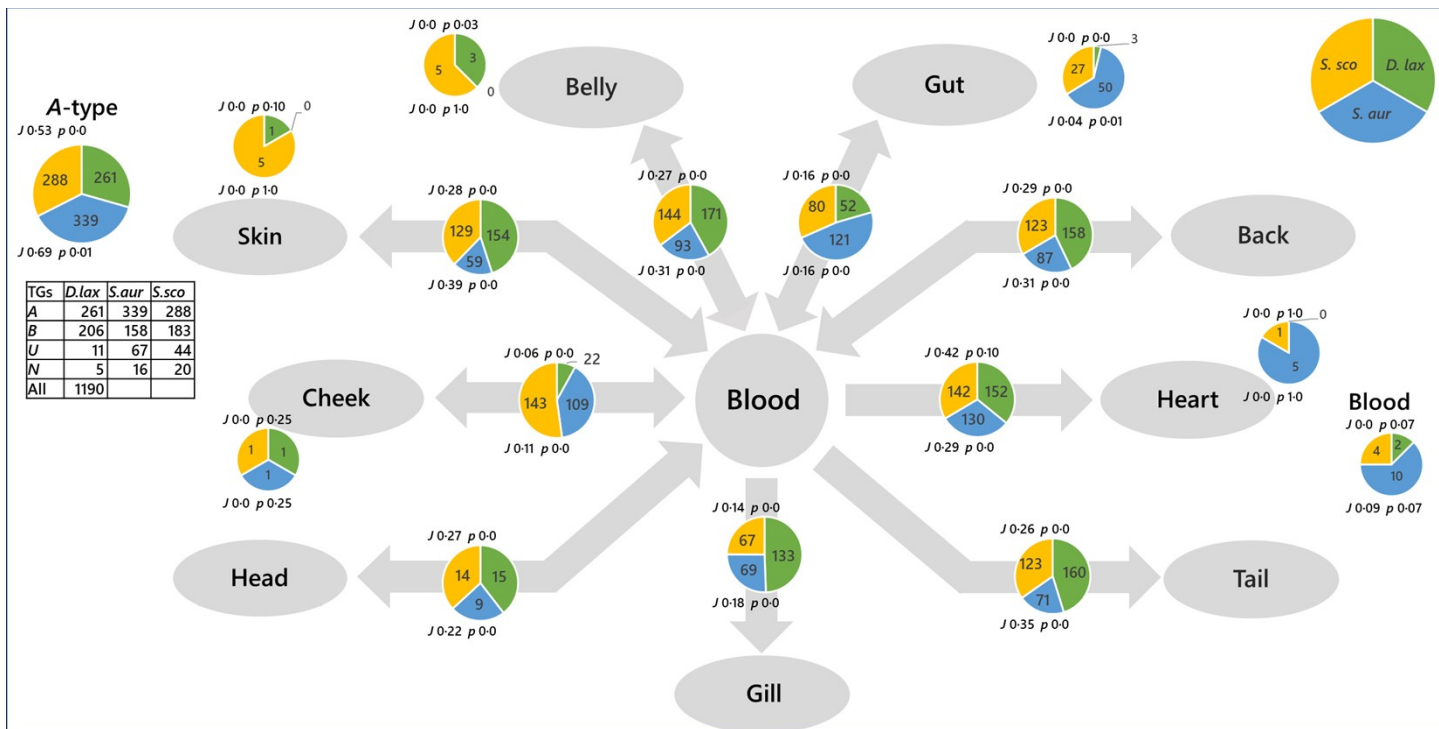 J 0·0 p 0·03
3
5
0
J 0·0 p 1·0
Belly
Gut
J 0·0 p 0·0
3
27
50
J 0·04 p 0·01
S. sco
D. lax
S. aur
A-type
J 0·53 p 0·0
288
261
339
J 0·69 p 0·01
J 0·0 p 0·10
0
1
5
J 0·0 p 1·0
Skin
J 0·28 p 0·0
129
154
59
J 0·39 p 0·0
J 0·27 p 0·0
144
171
93
J 0·31 p 0·0
J 0·16 p 0·0
80
52
121
J 0·16 p 0·0
J 0·29 p 0·0
123
158
87
J 0·31 p 0·0
Back
TGs D.lax S.aur S.sco
A 261 339 288
B 206 158 183
U 11 67 44
N 5 16 20
All 1190
Cheek
J 0·0 p 0·25
1
1
1
J 0·0 p 0·25
J 0·06 p 0·0
22
143
109
J 0·11 p 0·0
Blood
J 0·42 p 0·10
142
152
130
J 0·29 p 0·0
Heart
J 0·0 p 1·0
0
1
5
J 0·0 p 1·0
Blood
J 0·0 p 0·07
4
2
10
J 0·09 p 0·07
Head
J 0·27 p 0·0
14
15
9
J 0·22 p 0·0
J 0·14 p 0·0
67
133
69
J 0·18 p 0·0
Gill
J 0·26 p 0·0
123
160
71
J 0·35 p 0·0
Tail